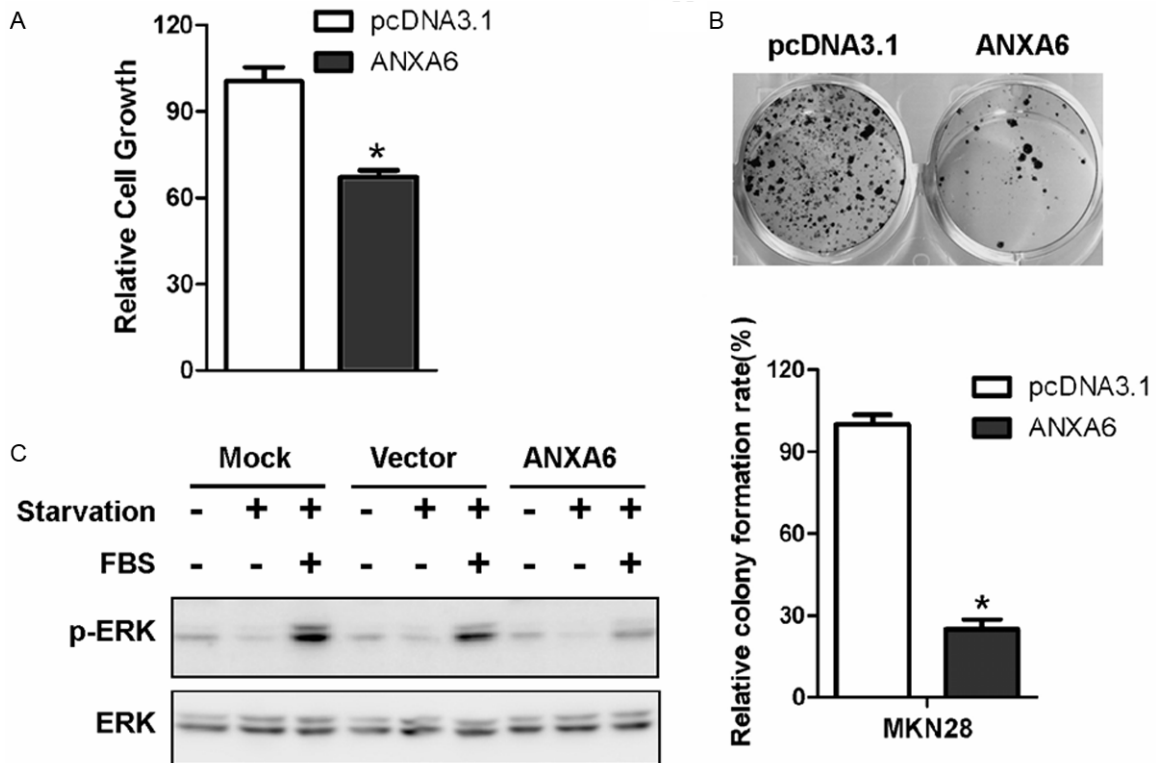 A
120
90
60
30
0
Relative Cell Growth
pcDNA3.1
ANXA6
*
B
pcDNA3.1 ANXA6
Relative colony formation rate(%)
120
90
60
30
0
pcDNA3.1
ANXA6
*
MKN28
C
Mock Vector ANXA6
Starvation - + + - + + - + +
FBS - - + - - + - - +
p-ERK
ERK